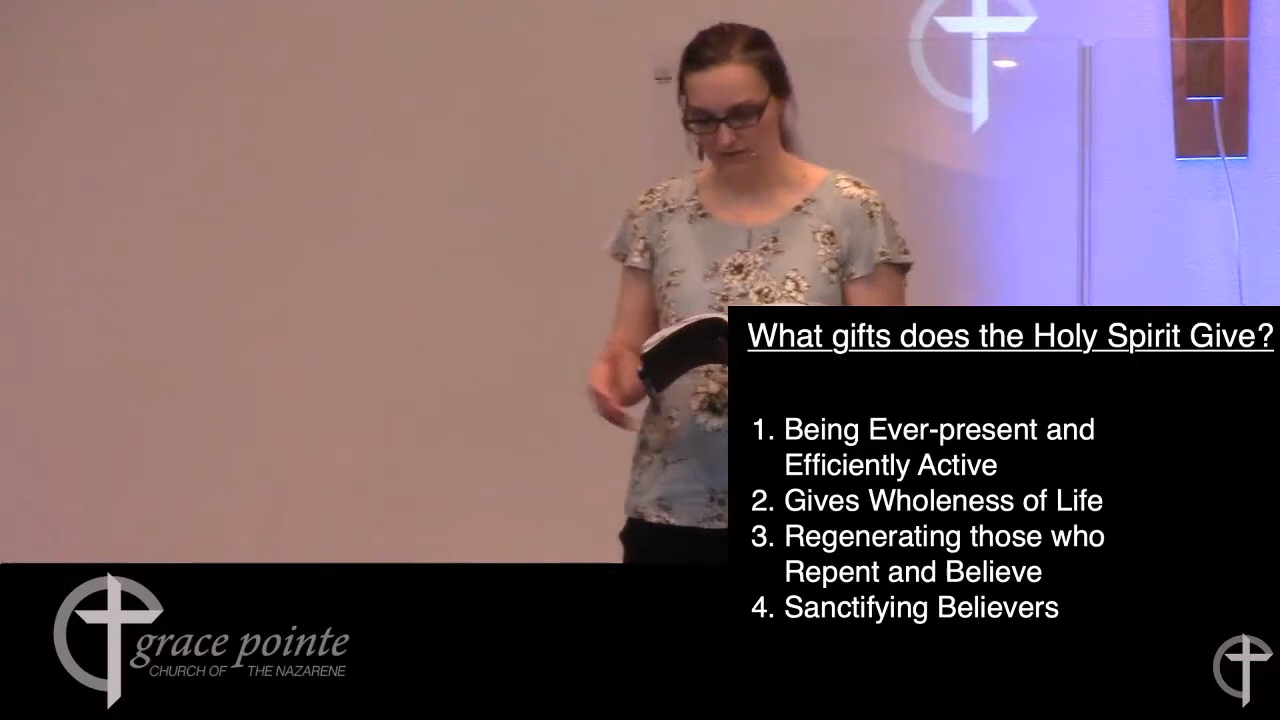 What gifts does the Holy Spirit Give?
1. Being Ever-present and
Efficiently Active
2. Gives Wholeness of Life
3. Regenerating those who
Repent and Believe
4. Sanctifying Believers
grace pointe
CHURCH OF THE NAZARENE